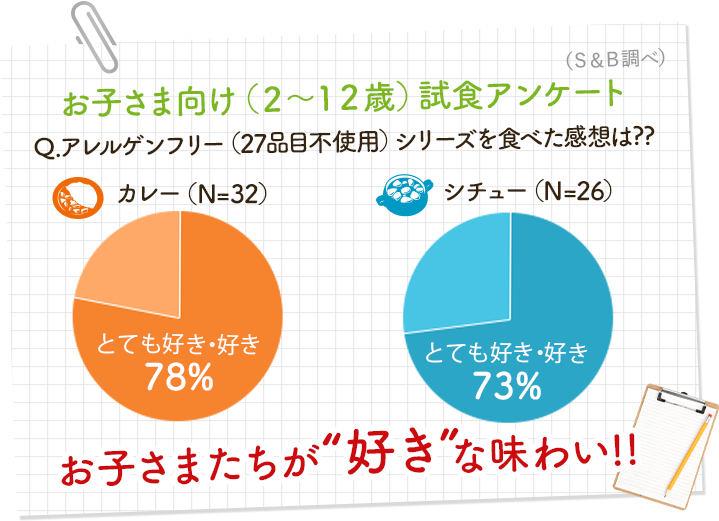 (S&B調べ)
お子さま向け(2～12歳)試食アンケート
Q.アレルゲンフリー(27品目不使用)シリーズを食べた感想は??
カレー(N=32)
シチュー(N=26)
とても好き・好き
78%
とても好き・好き
73%
お子さまたちが“好き”な味わい!!